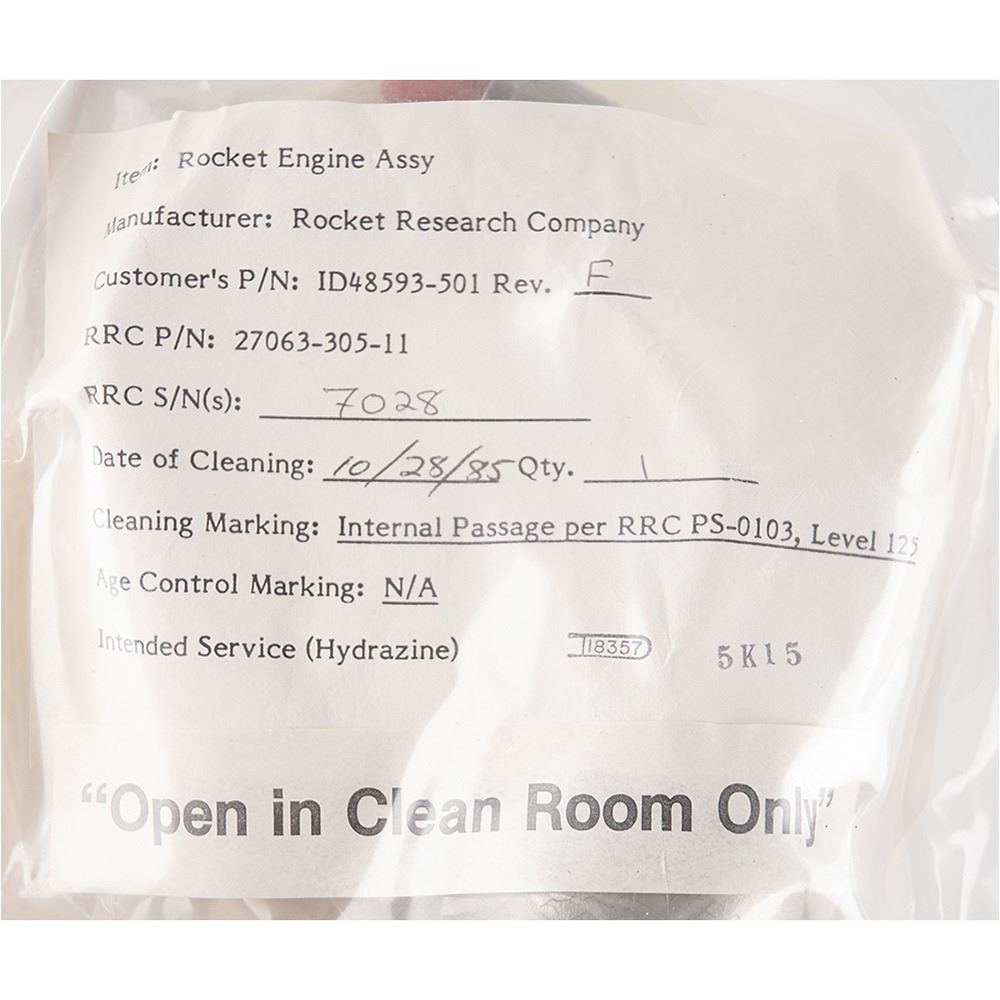 Item: Rocket Engine Assy
Manufacturer: Rocket Research Company
Customer's P/N: ID48593-501 Rev. F
RRC P/N: 27063-305-11
RRC S/N(s): 7028
Date of Cleaning: 10/28/85 Qty. 1
Cleaning Marking: Internal Passage per RRC PS-0103, Level 125
Age Control Marking: N/A
Intended Service (Hydrazine) T18357 5K15
“Open in Clean Room Only”